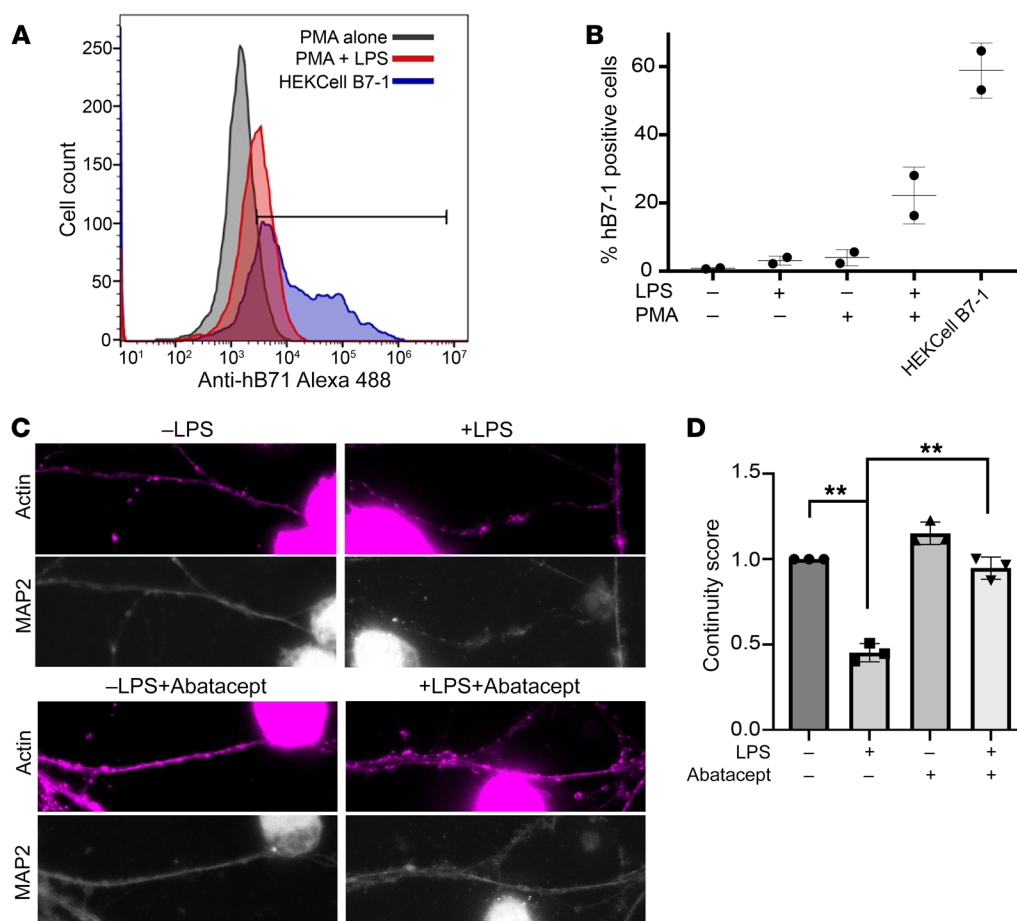 A
PMA alone
PMA + LPS
HEKCell B7-1
250
200
150
100
50
0
Cell count
10¹ 10² 10³ 10⁴ 10⁵ 10⁶ 10⁷
Anti-hB71 Alexa 488
B
60
40
20
0
% hB7-1 positive cells
LPS – + – +
PMA – – + +
HEKCell B7-1
C
–LPS +LPS
Actin
MAP2
–LPS+Abatacept +LPS+Abatacept
Actin
MAP2
D
**
**
1.5
1.0
0.5
0.0
Continuity score
LPS – + – +
Abatacept – – + +